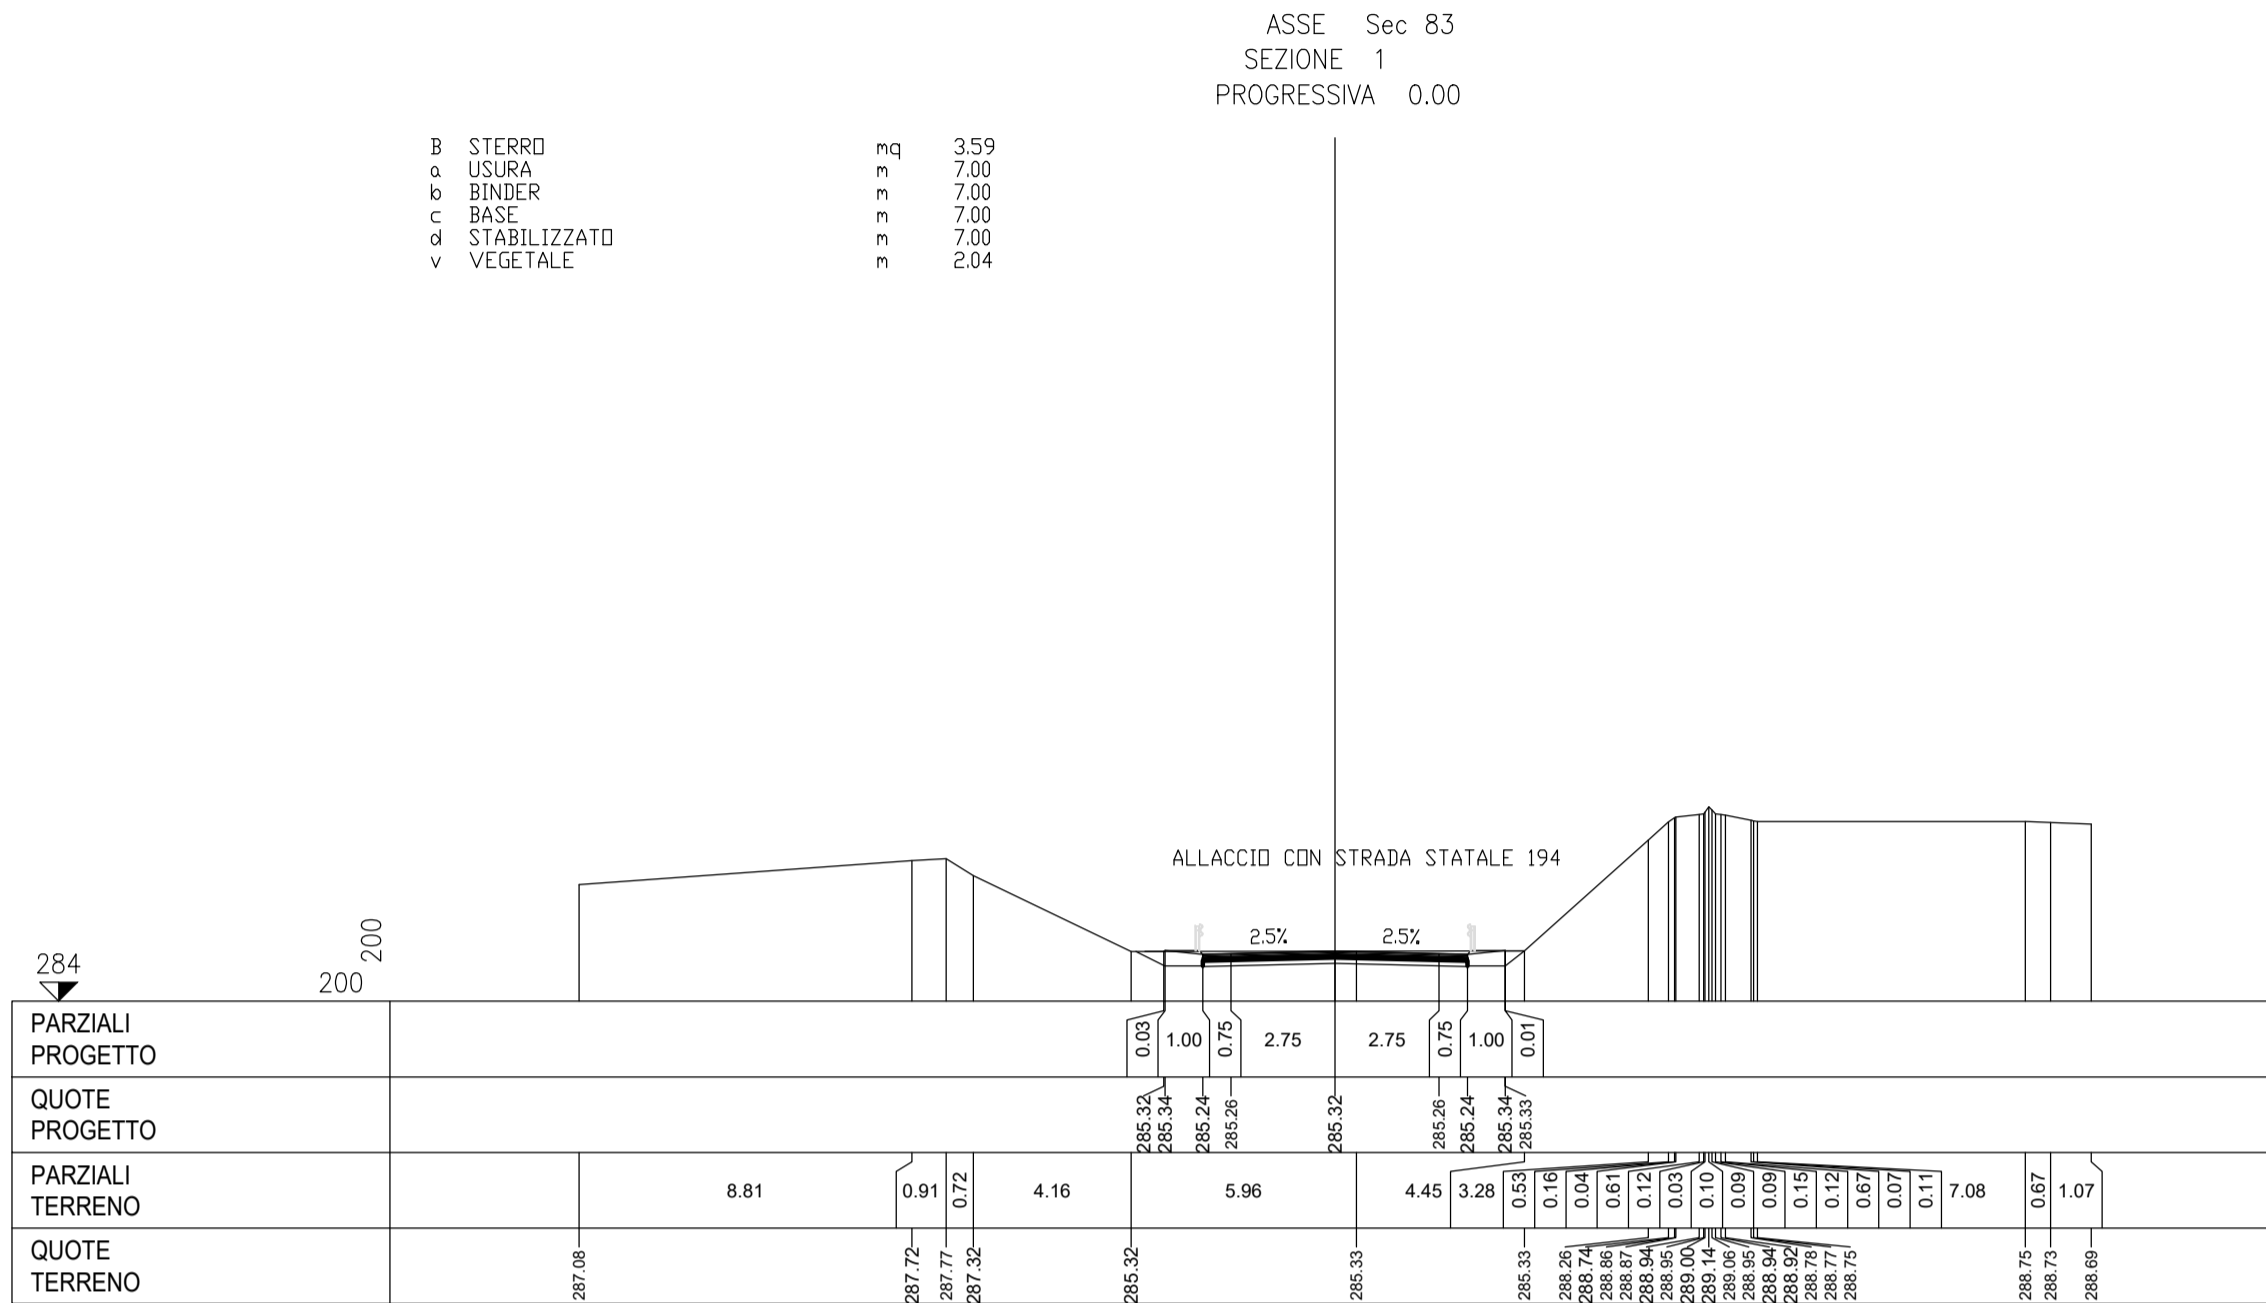 ASSE Sec 83
SEZIONE 1
PROGRESSIVA 0.00
B STERRO mq 3.59
a USURA m 7.00
b BINDER m 7.00
c BASE m 7.00
d STABILIZZATO m 7.00
v VEGETALE m 2.04
ALLACCIO CON STRADA STATALE 194
2.5% 2.5%
200
284
200
PARZIALI
PROGETTO
0.03 1.00 0.75 2.75 2.75 0.75 1.00 0.01
QUOTE
PROGETTO
285.32 285.34 285.24 285.26 285.32 285.26 285.24 285.34 285.33
PARZIALI
TERRENO
8.81 0.91 0.72 4.16 5.96 4.45 3.28 0.53 0.16 0.04 0.61 0.12 0.03 0.10 0.09 0.09 0.15 0.12 0.67 0.07 0.11 7.08 0.67 1.07
QUOTE
TERRENO
287.08 287.72 287.77 287.32 285.32 285.33 285.33 288.26 288.74 288.86 288.87 288.94 288.95 289.00 289.14 289.06 288.95 288.94 288.92 288.78 288.77 288.75 288.75 288.73 288.69